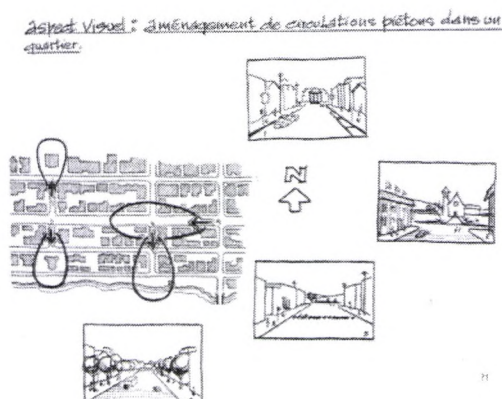 aspect visuel : aménagement de circulations piétons dans un
quartier.
N